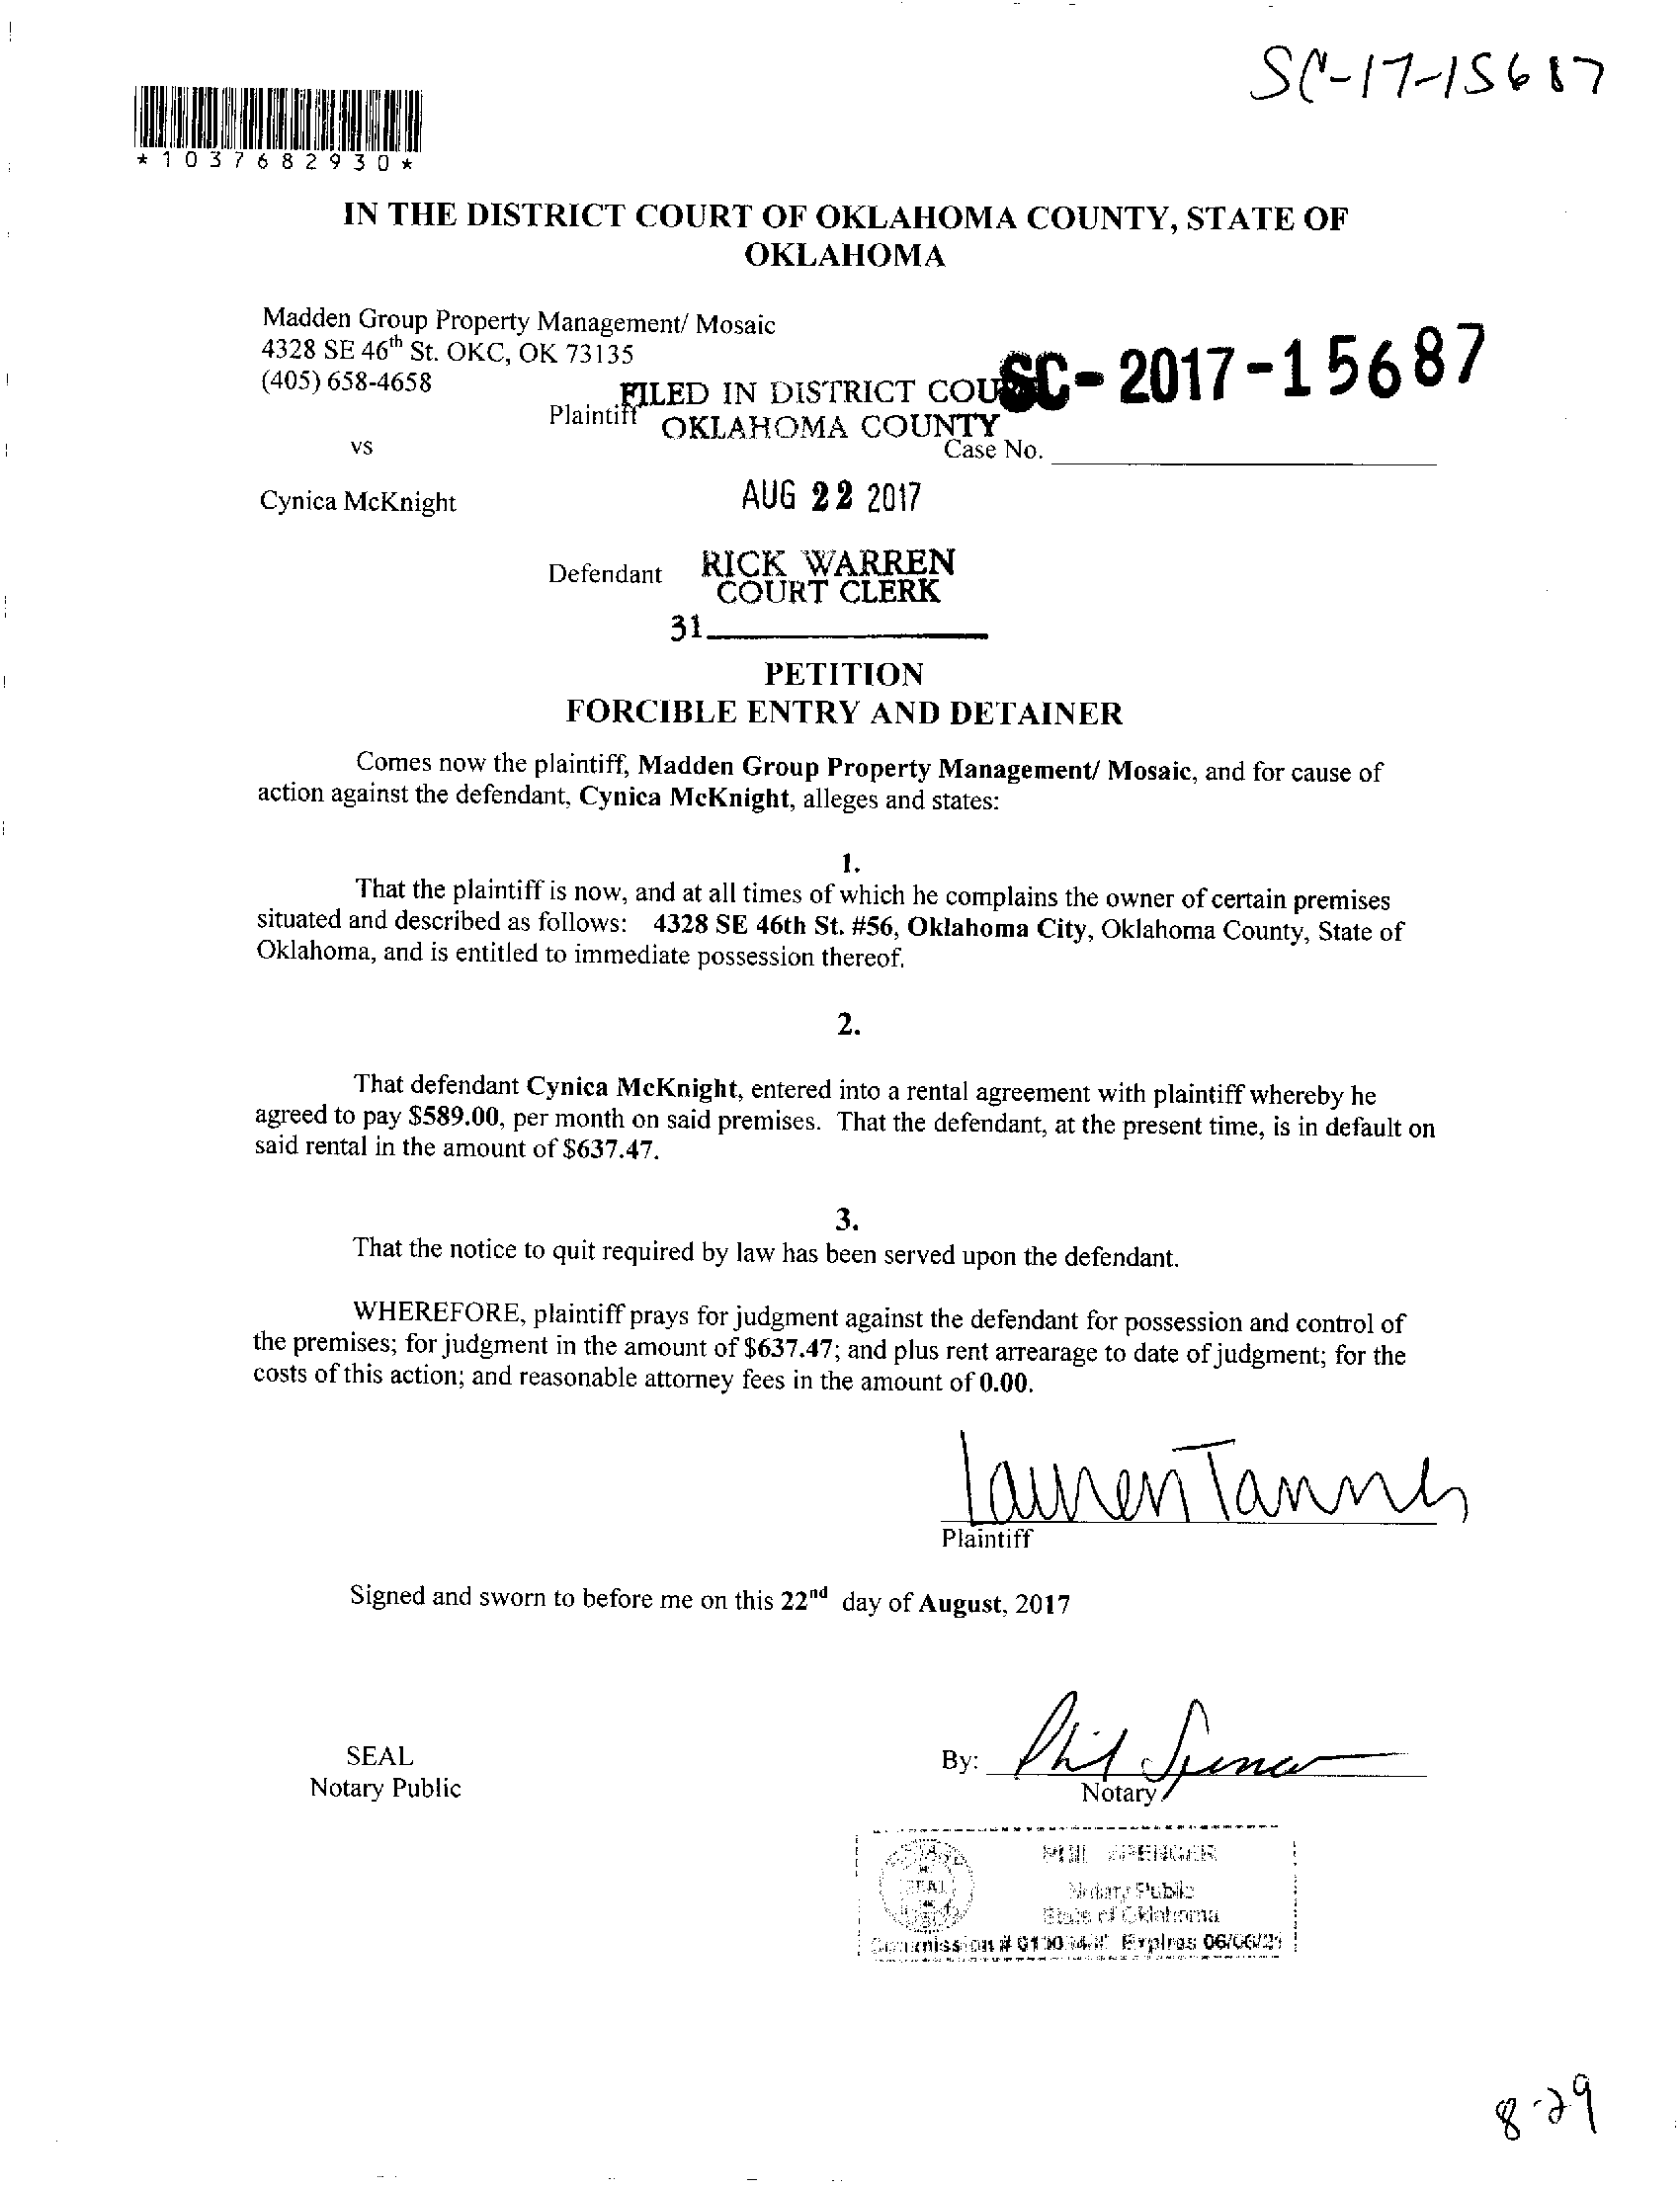 SC-17-15687
*1037682930*
IN THE DISTRICT COURT OF OKLAHOMA COUNTY, STATE OF
OKLAHOMA
Madden Group Property Management/ Mosaic
4328 SE 46th St. OKC, OK 73135
(405) 658-4658
SC-2017-15687
FILED IN DISTRICT COU
Plaintiff
OKLAHOMA COUNTY
vs
Case No.
AUG 22 2017
Cynica McKnight
Defendant
RICK WARREN
COURT CLERK
31
PETITION
FORCIBLE ENTRY AND DETAINER
Comes now the plaintiff, Madden Group Property Management/ Mosaic, and for cause of
action against the defendant, Cynica McKnight, alleges and states:
1.
That the plaintiff is now, and at all times of which he complains the owner of certain premises
situated and described as follows: 4328 SE 46th St. #56, Oklahoma City, Oklahoma County, State of
Oklahoma, and is entitled to immediate possession thereof.
2.
That defendant Cynica McKnight, entered into a rental agreement with plaintiff whereby he
agreed to pay $589.00, per month on said premises. That the defendant, at the present time, is in default on
said rental in the amount of $637.47.
3.
That the notice to quit required by law has been served upon the defendant.
WHEREFORE, plaintiff prays for judgment against the defendant for possession and control of
the premises; for judgment in the amount of $637.47; and plus rent arrearage to date of judgment; for the
costs of this action; and reasonable attorney fees in the amount of 0.00.
Lauren Tanner
Plaintiff
Signed and sworn to before me on this 22nd day of August, 2017
SEAL
Notary Public
By: Phil Spencer
Notary
PHIL SPENCER
Notary Public
State of Oklahoma
Commission # Expires 06/06/21
SEAL
8-29